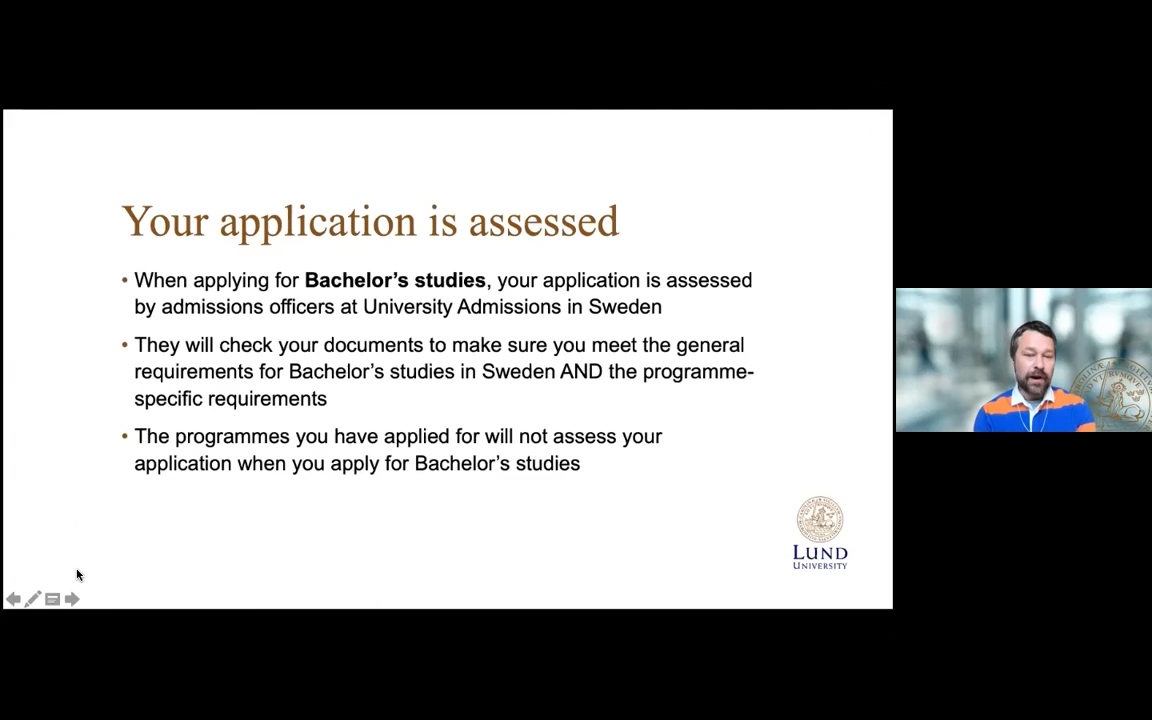 Your application is assessed
• When applying for Bachelor's studies, your application is assessed
by admissions officers at University Admissions in Sweden
• They will check your documents to make sure you meet the general
requirements for Bachelor's studies in Sweden AND the programme-
specific requirements
• The programmes you have applied for will not assess your
application when you apply for Bachelor's studies
LUND
UNIVERSITY